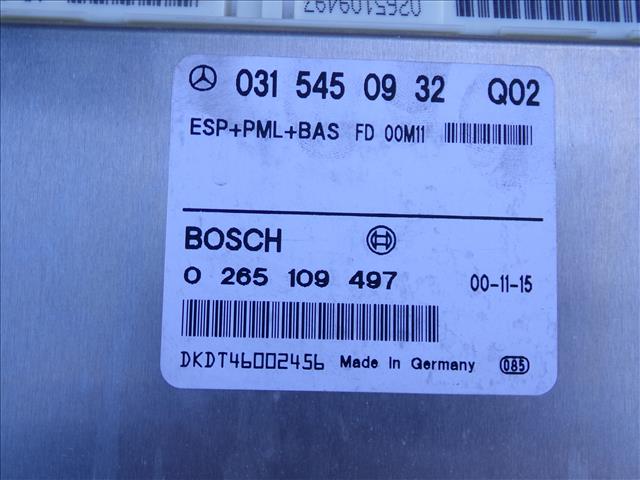 0265109497
031 545 09 32 Q02
ESP+PML+BAS FD 00M11
BOSCH
0 265 109 497 00-11-15
DKDT46002456 Made in Germany 085